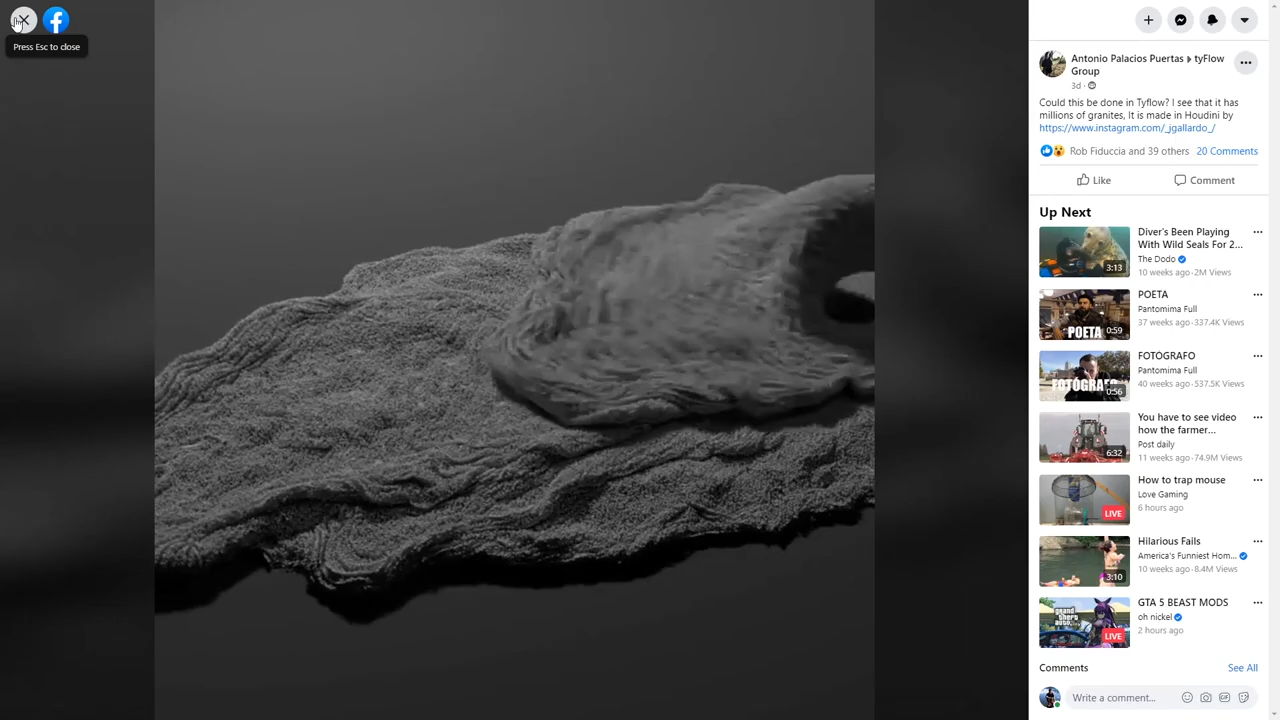 Press Esc to close
Antonio Palacios Puertas tyFlow
Group
3d
Could this be done in Tyflow? I see that it has
millions of granites, It is made in Houdini by
https://www.instagram.com/_jgallardo_/
Rob Fiduccia and 39 others 20 Comments
Like Comment
Up Next
Diver's Been Playing
With Wild Seals For 2...
The Dodo
10 weeks ago·2M Views
3:13
POETA
Pantomima Full
37 weeks ago·337.4K Views
POETA
0:59
FOTÓGRAFO
Pantomima Full
40 weeks ago·537.5K Views
FOTÓGRAFO
0:56
You have to see video
how the farmer...
Post daily
11 weeks ago·74.9M Views
6:32
How to trap mouse
Love Gaming
6 hours ago
LIVE
Hilarious Fails
America's Funniest Hom...
10 weeks ago·8.4M Views
3:10
GTA 5 BEAST MODS
oh nickel
2 hours ago
grand
theft
auto
LIVE
Comments See All
Write a comment...